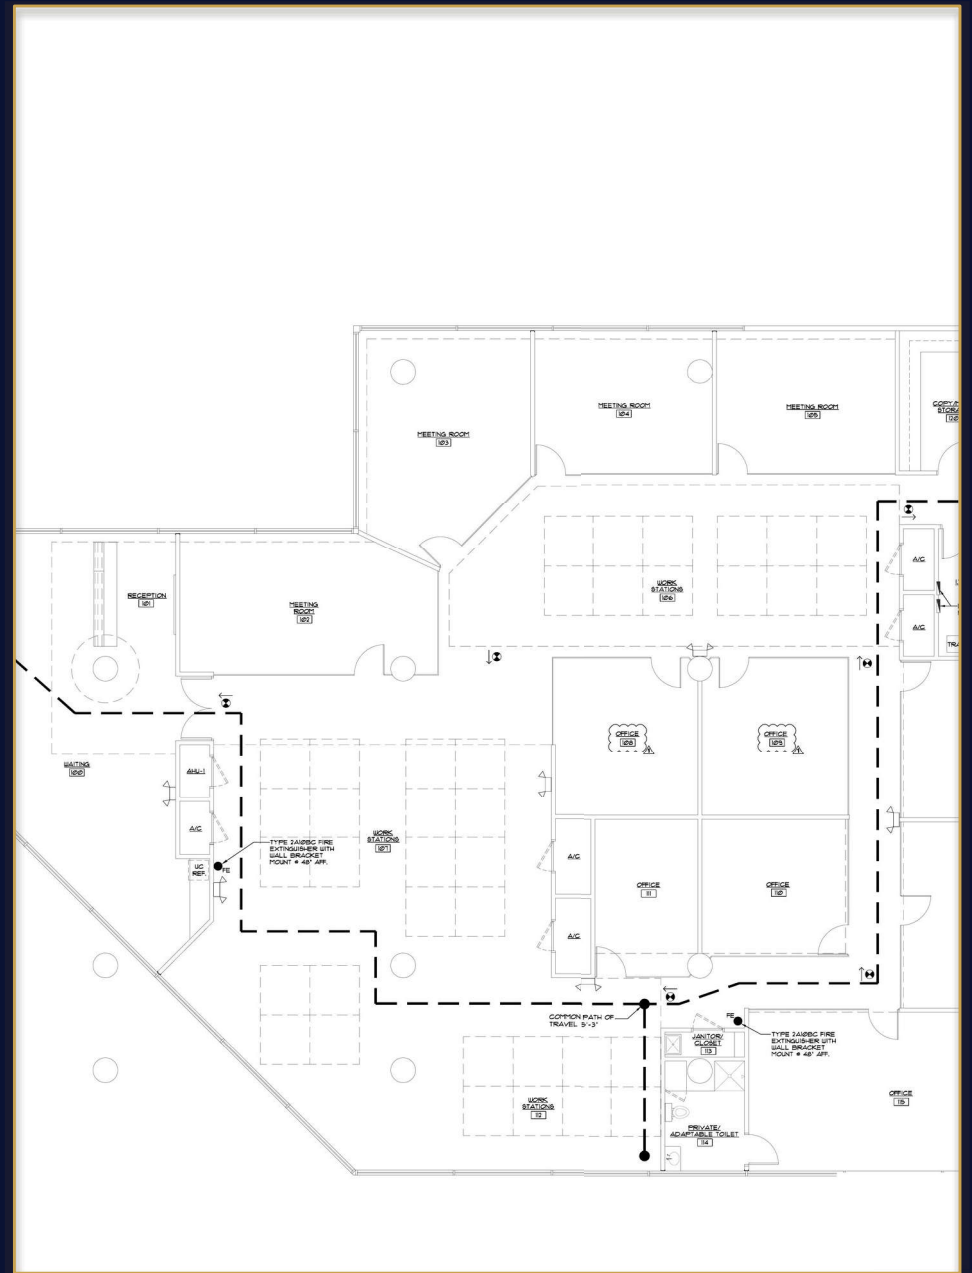 MEETING ROOM
104
MEETING ROOM
105
MEETING ROOM
103
A/C
WORK
STATIONS
106
RECEPTION
101
MEETING
ROOM
102
A/C
OFFICE
108
OFFICE
109
WAITING
100
AHU-1
A/C
WORK
STATIONS
107
TYPE 2A10BC FIRE
EXTINGUISHER WITH
WALL BRACKET
MOUNT @ 48" AFF.
UC
REF.
FE
A/C
OFFICE
111
OFFICE
110
A/C
COMMON PATH OF
TRAVEL 5'-3"
FE
TYPE 2A10BC FIRE
EXTINGUISHER WITH
WALL BRACKET
MOUNT @ 48" AFF.
JANITOR/
CLOSET
113
OFFICE
115
WORK
STATIONS
112
PRIVATE/
ADAPTABLE TOILET
114